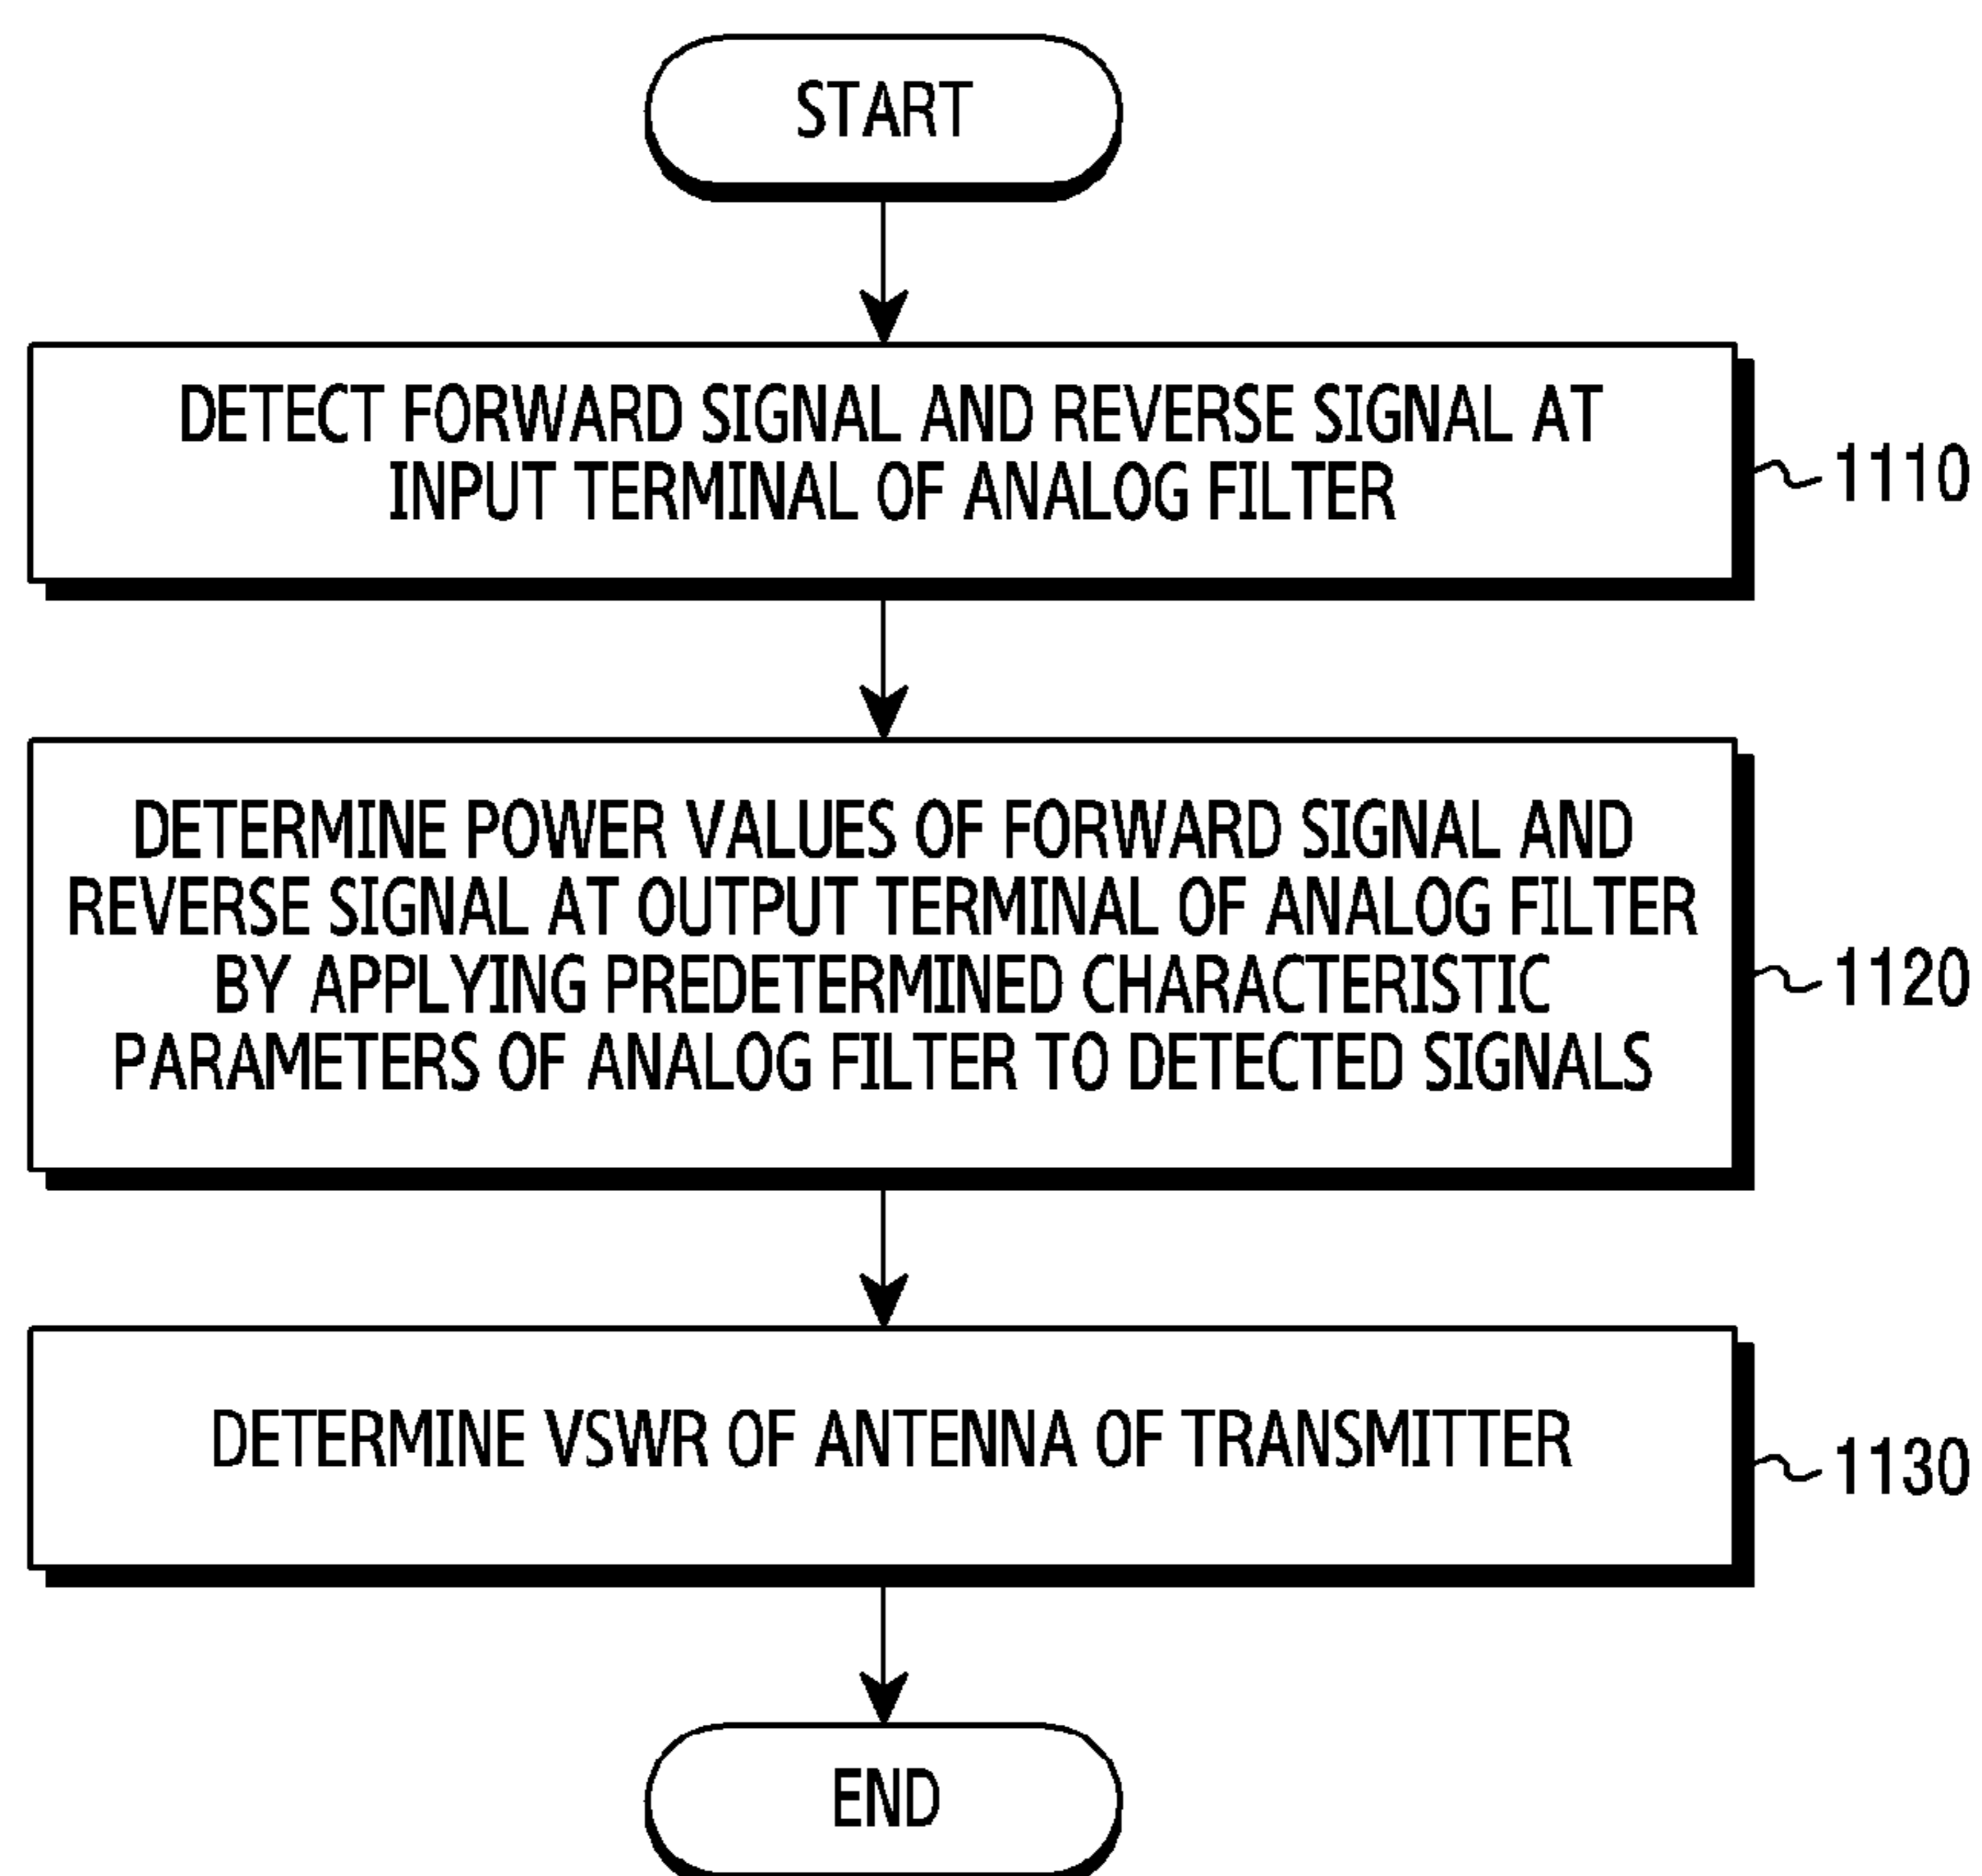 START
DETECT FORWARD SIGNAL AND REVERSE SIGNAL AT
INPUT TERMINAL OF ANALOG FILTER
1110
DETERMINE POWER VALUES OF FORWARD SIGNAL AND
REVERSE SIGNAL AT OUTPUT TERMINAL OF ANALOG FILTER
BY APPLYING PREDETERMINED CHARACTERISTIC
PARAMETERS OF ANALOG FILTER TO DETECTED SIGNALS
1120
DETERMINE VSWR OF ANTENNA OF TRANSMITTER
1130
END